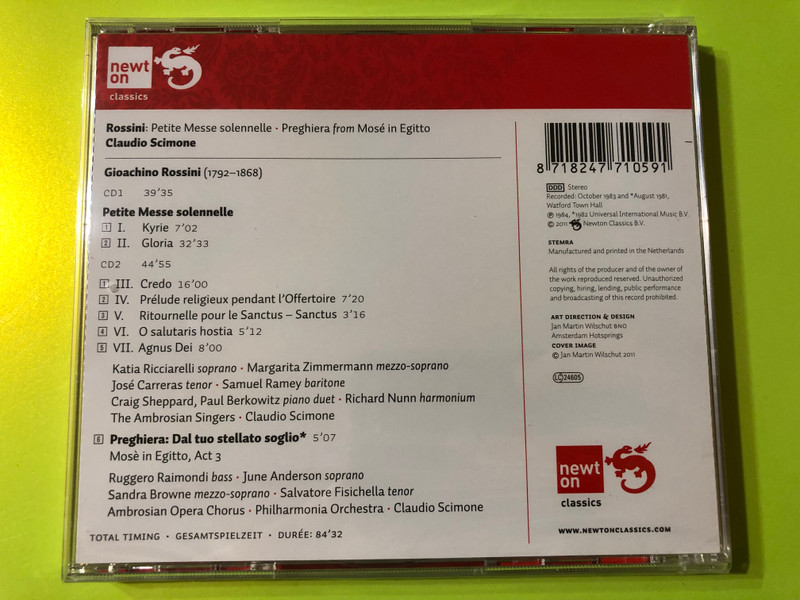 newt
on
classics
Rossini: Petite Messe solennelle · Preghiera from Mosé in Egitto
Claudio Scimone
Gioachino Rossini (1792–1868)
CD1 39'35
Petite Messe solennelle
1 I. Kyrie 7'02
2 II. Gloria 32'33
CD2 44'55
1 III. Credo 16'00
2 IV. Prélude religieux pendant l'Offertoire 7'20
3 V. Ritournelle pour le Sanctus – Sanctus 3'16
4 VI. O salutaris hostia 5'12
5 VII. Agnus Dei 8'00
Katia Ricciarelli soprano · Margarita Zimmermann mezzo-soprano
José Carreras tenor · Samuel Ramey baritone
Craig Sheppard, Paul Berkowitz piano duet · Richard Nunn harmonium
The Ambrosian Singers · Claudio Scimone
6 Preghiera: Dal tuo stellato soglio* 5'07
Mosè in Egitto, Act 3
Ruggero Raimondi bass · June Anderson soprano
Sandra Browne mezzo-soprano · Salvatore Fisichella tenor
Ambrosian Opera Chorus · Philharmonia Orchestra · Claudio Scimone
TOTAL TIMING · GESAMTSPIELZEIT · DURÉE: 84'32
8 718247 710591
DDD Stereo
Recorded: October 1983 and *August 1981,
Watford Town Hall
℗ 1984, *1982 Universal International Music B.V.
© 2011 Newton Classics B.V.
STEMRA
Manufactured and printed in the Netherlands
All rights of the producer and of the owner of
the work reproduced reserved. Unauthorized
copying, hiring, lending, public performance
and broadcasting of this record prohibited.
ART DIRECTION & DESIGN
Jan Martin Wilschut BNO
Amsterdam Hotsprings
COVER IMAGE
© Jan Martin Wilschut 2011
LC 24605
newt
on
classics
WWW.NEWTONCLASSICS.COM